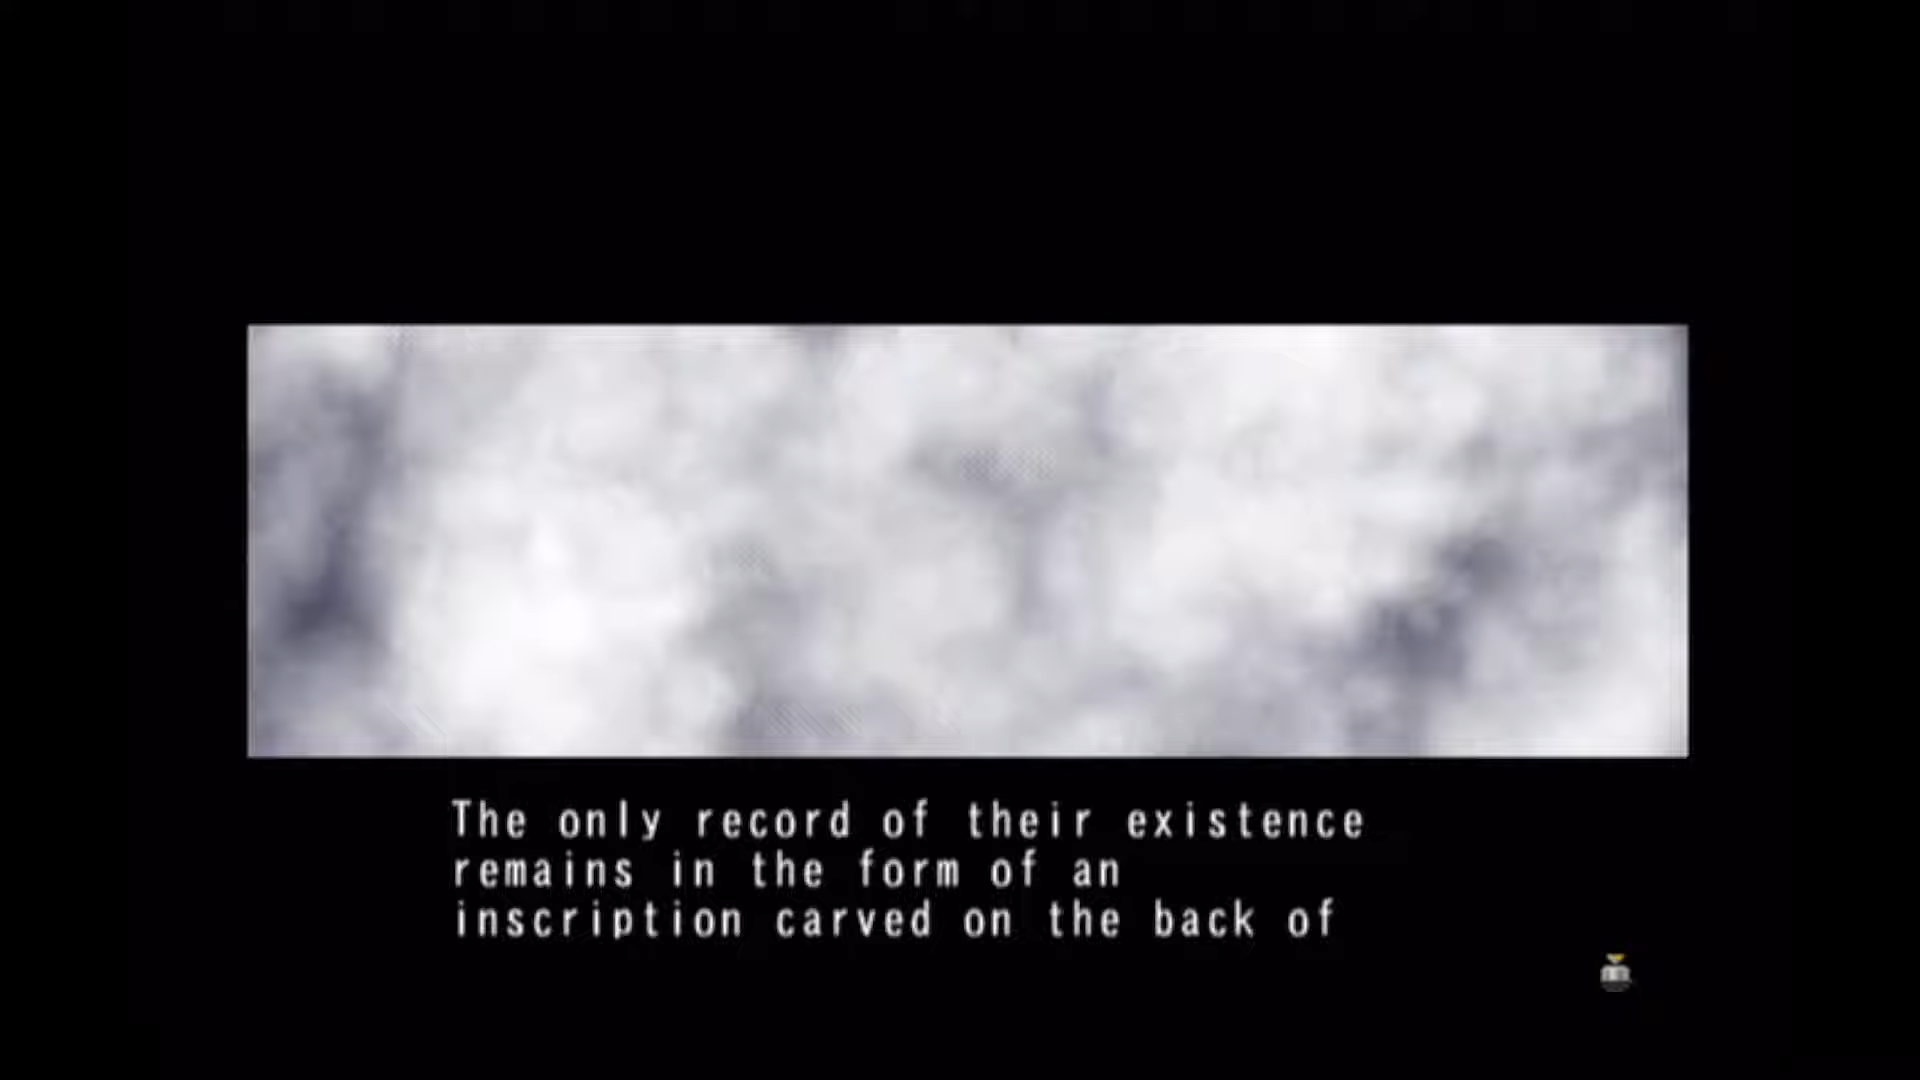 The only record of their existence
remains in the form of an
inscription carved on the back of